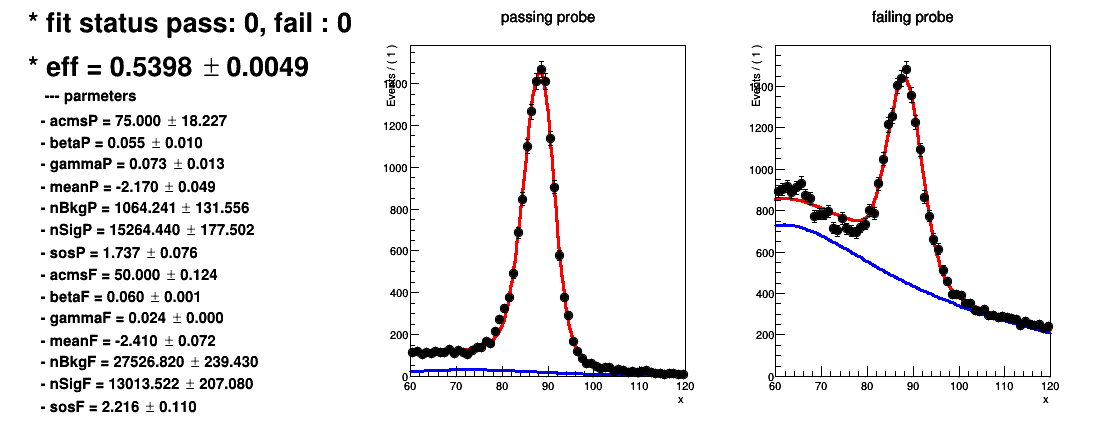 * fit status pass: 0, fail : 0
* eff = 0.5398 ± 0.0049
--- parmeters
- acmsP = 75.000 ± 18.227
- betaP = 0.055 ± 0.010
- gammaP = 0.073 ± 0.013
- meanP = -2.170 ± 0.049
- nBkgP = 1064.241 ± 131.556
- nSigP = 15264.440 ± 177.502
- sosP = 1.737 ± 0.076
- acmsF = 50.000 ± 0.124
- betaF = 0.060 ± 0.001
- gammaF = 0.024 ± 0.000
- meanF = -2.410 ± 0.072
- nBkgF = 27526.820 ± 239.430
- nSigF = 13013.522 ± 207.080
- sosF = 2.216 ± 0.110
passing probe
Events / ( 1 )
1400
1200
1000
800
600
400
200
0
60 70 80 90 100 110 120
x
failing probe
Events / ( 1 )
1400
1200
1000
800
600
400
200
0
60 70 80 90 100 110 120
x